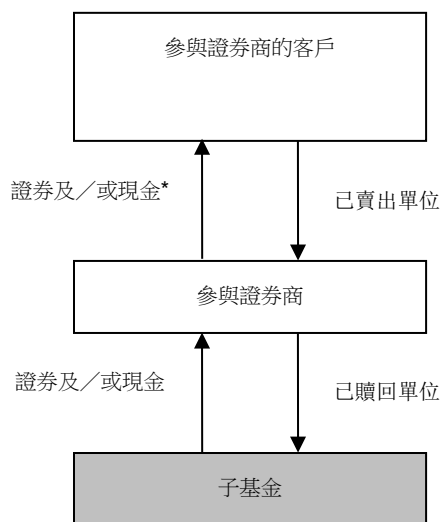 參與證券商的客戶
證券及／或現金*
已賣出單位
參與證券商
證券及／或現金
已贖回單位
子基金